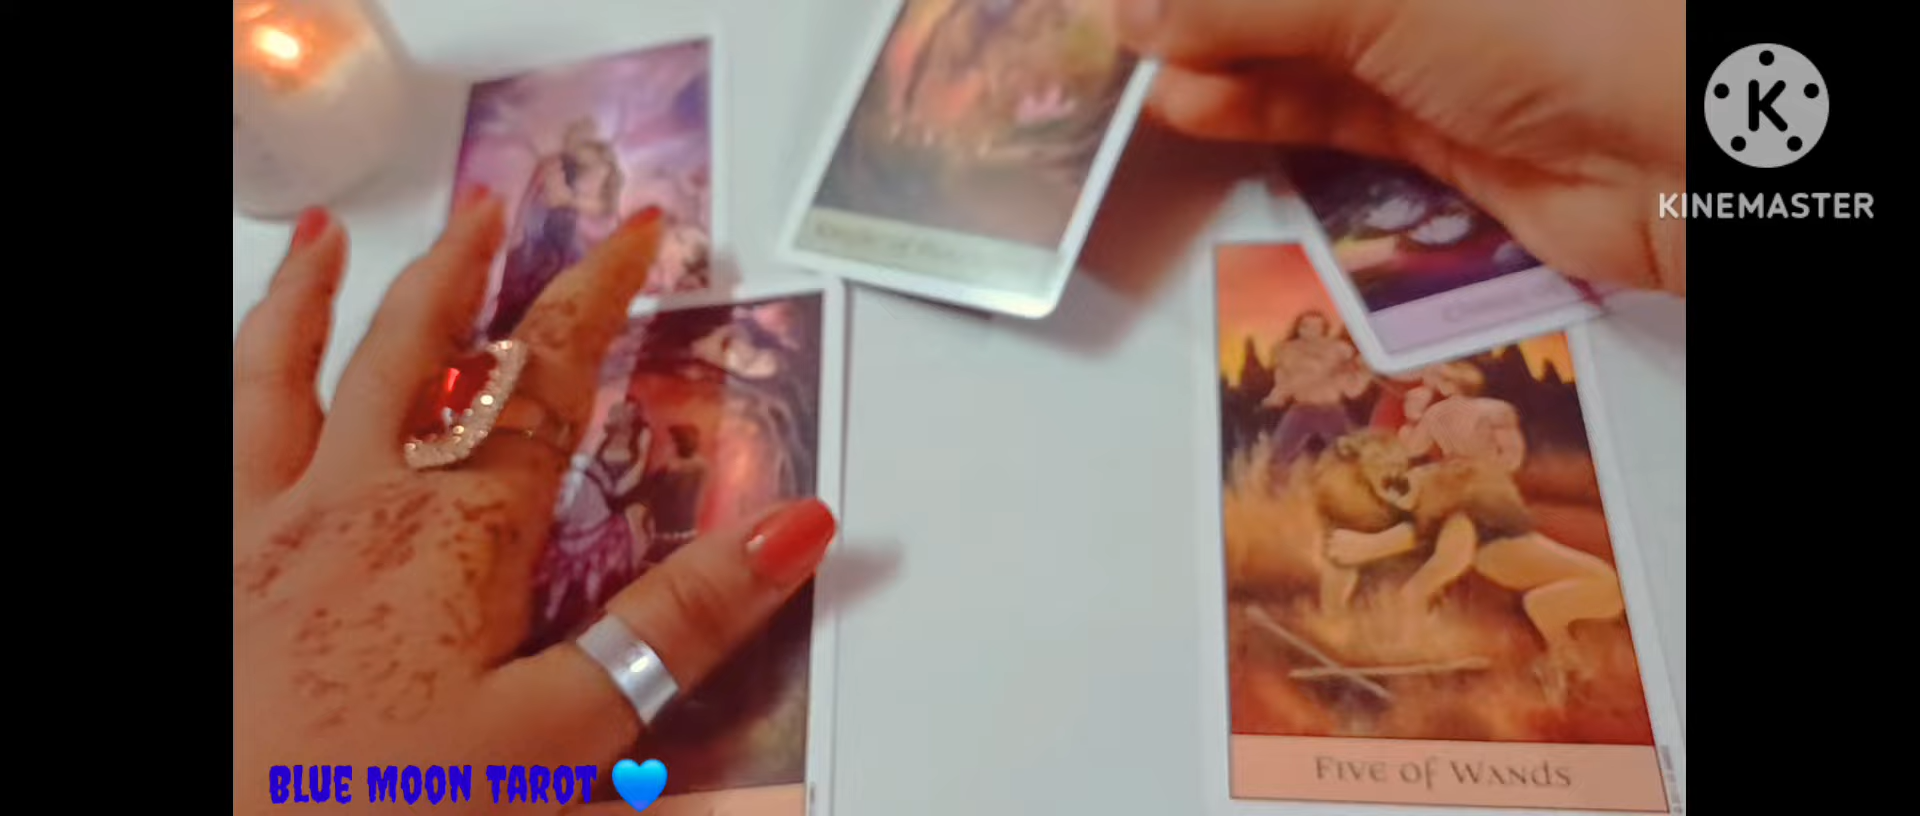 K
KINEMASTER
FIVE OF WANDS
BLUE MOON TAROT 💙